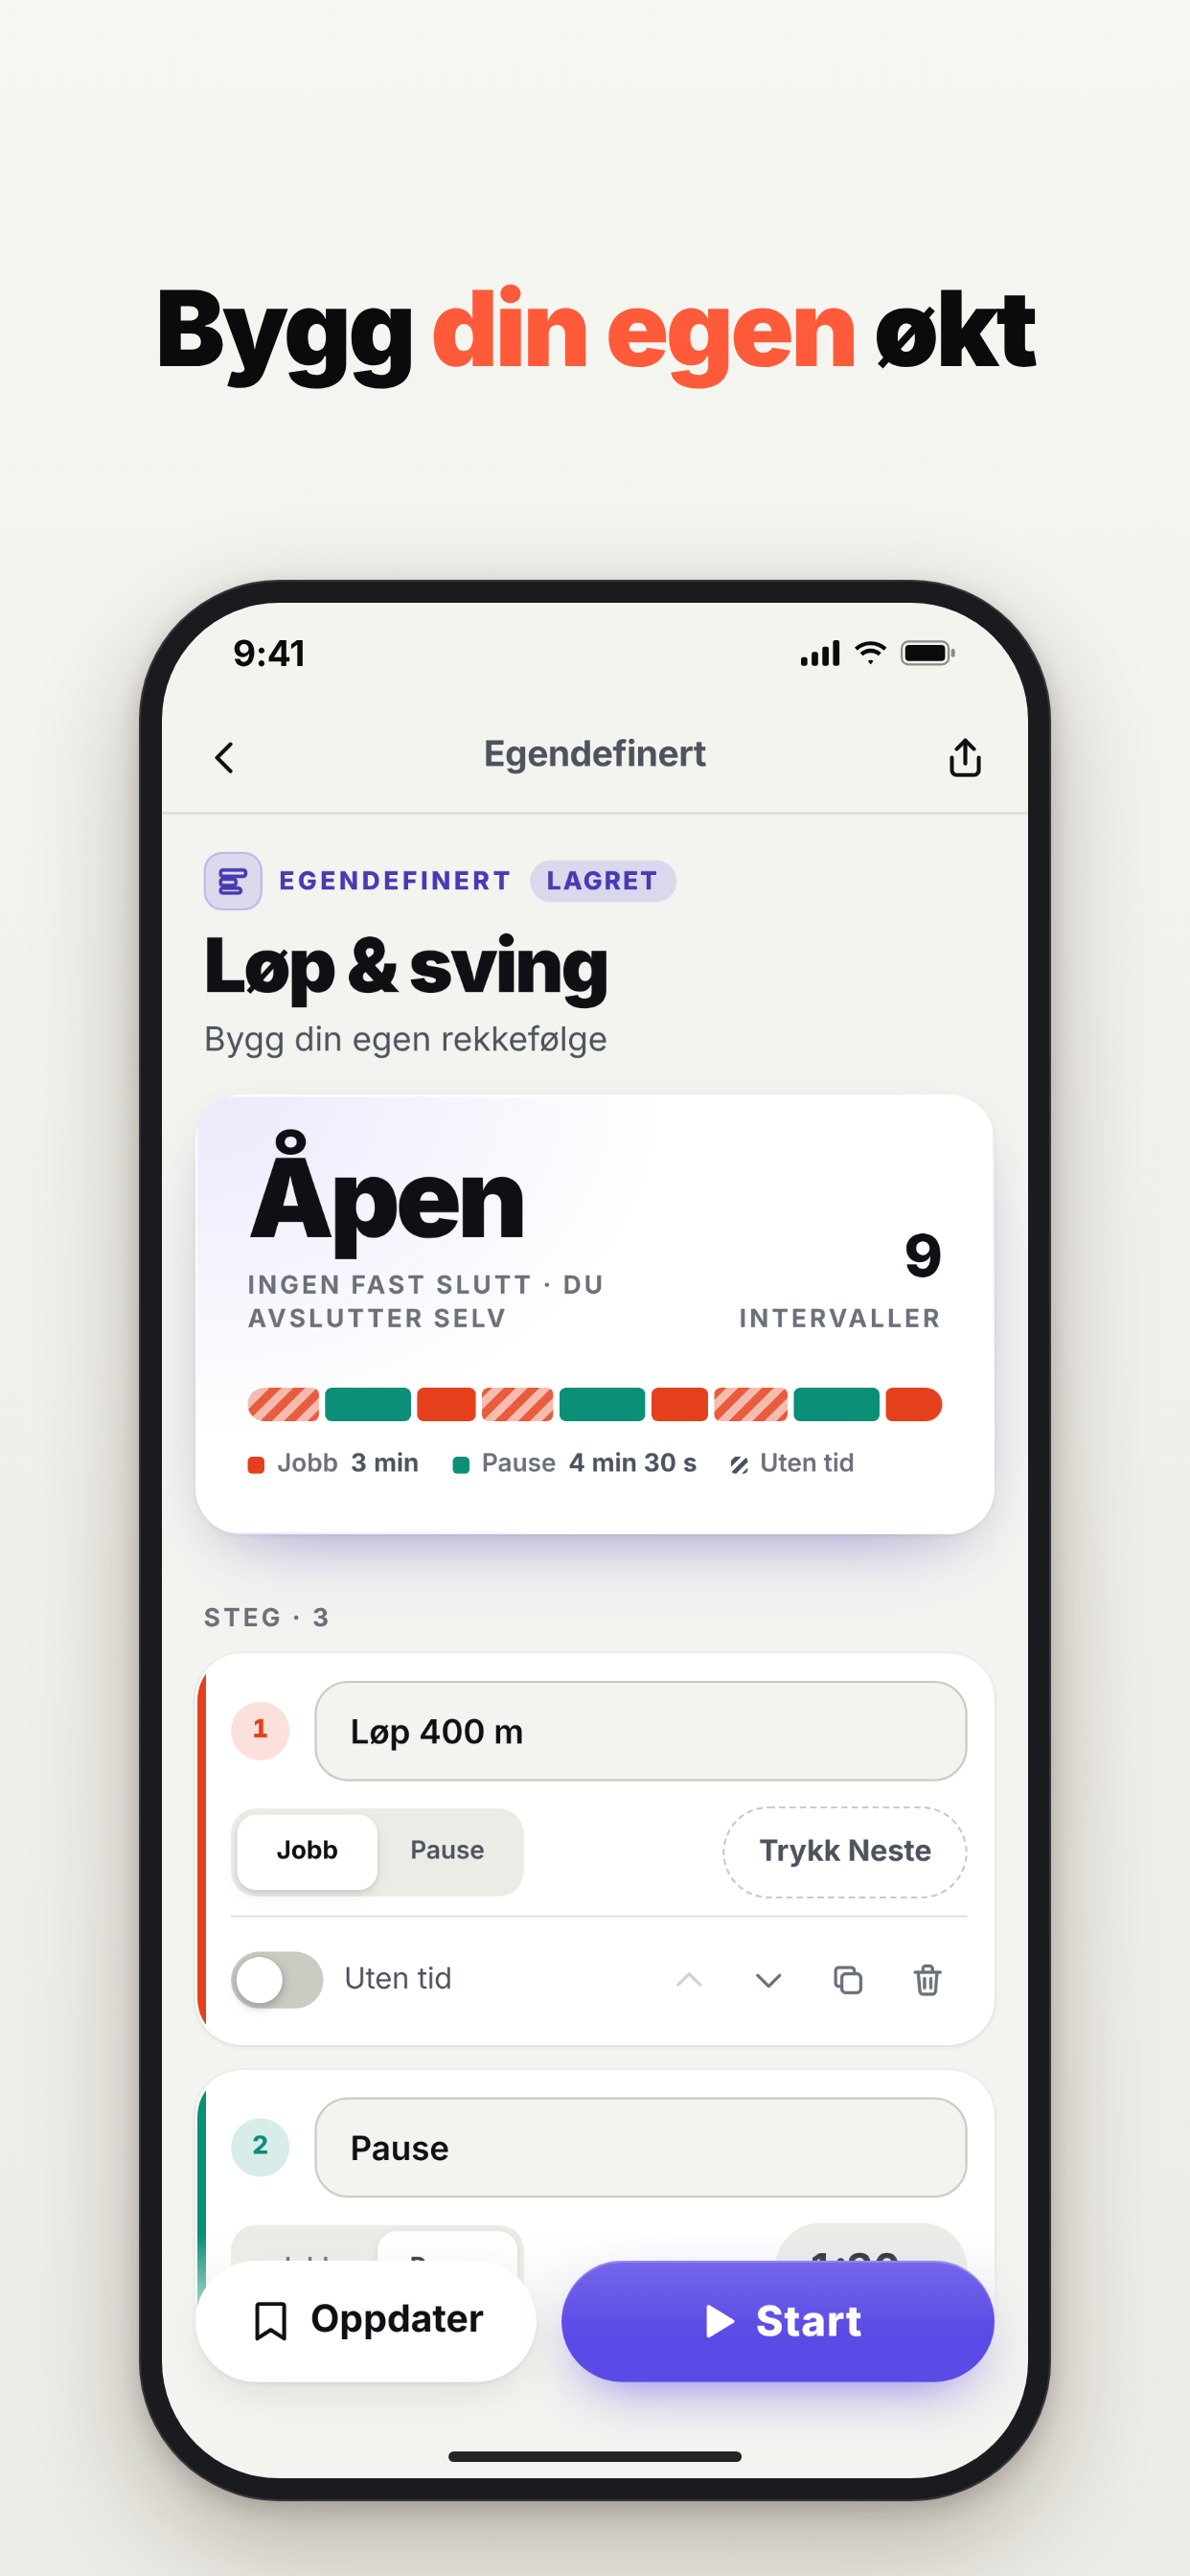 Bygg din egen økt
9:41
Egendefinert
EGENDEFINERT LAGRET
Løp & sving
Bygg din egen rekkefølge
Åpen
INGEN FAST SLUTT · DU
AVSLUTTER SELV
9
INTERVALLER
Jobb 3 min Pause 4 min 30 s Uten tid
STEG · 3
1 Løp 400 m
Jobb Pause Trykk Neste
Uten tid
2 Pause
Oppdater Start